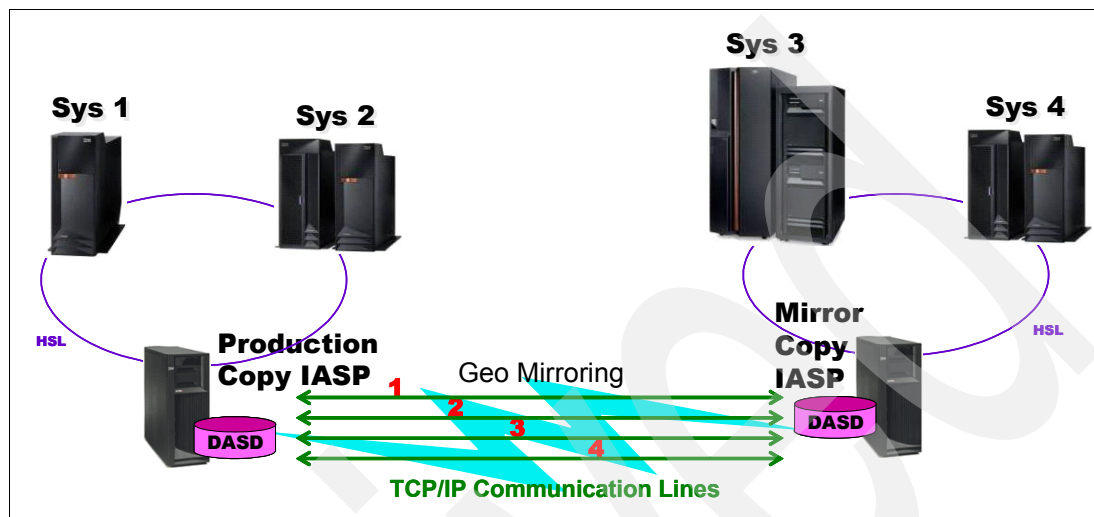 Sys 1
Sys 2
Sys 3
Sys 4
HSL
Production
Copy IASP
DASD
Geo Mirroring
1
2
3
4
TCP/IP Communication Lines
Mirror
Copy
IASP
DASD
HSL